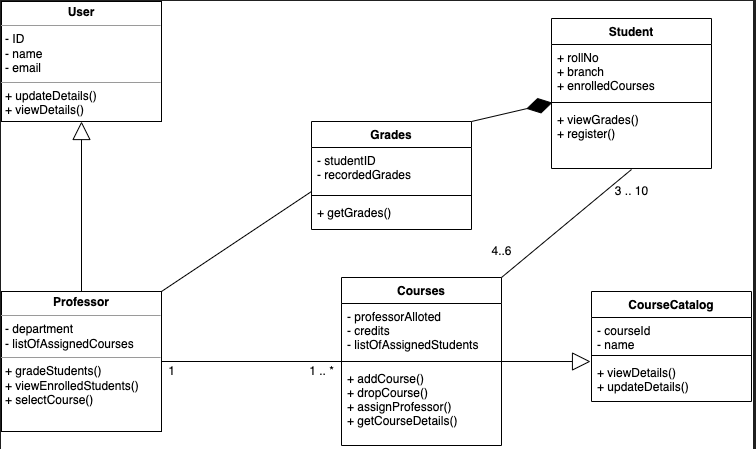 User
- ID
- name
- email
+ updateDetails()
+ viewDetails()
Student
+ rollNo
+ branch
+ enrolledCourses
+ viewGrades()
+ register()
Grades
- studentID
- recordedGrades
+ getGrades()
3 .. 10
4..6
Professor
- department
- listOfAssignedCourses
+ gradeStudents()
+ viewEnrolledStudents()
+ selectCourse()
1
1 .. *
Courses
- professorAlloted
- credits
- listOfAssignedStudents
+ addCourse()
+ dropCourse()
+ assignProfessor()
+ getCourseDetails()
CourseCatalog
- courseId
- name
+ viewDetails()
+ updateDetails()